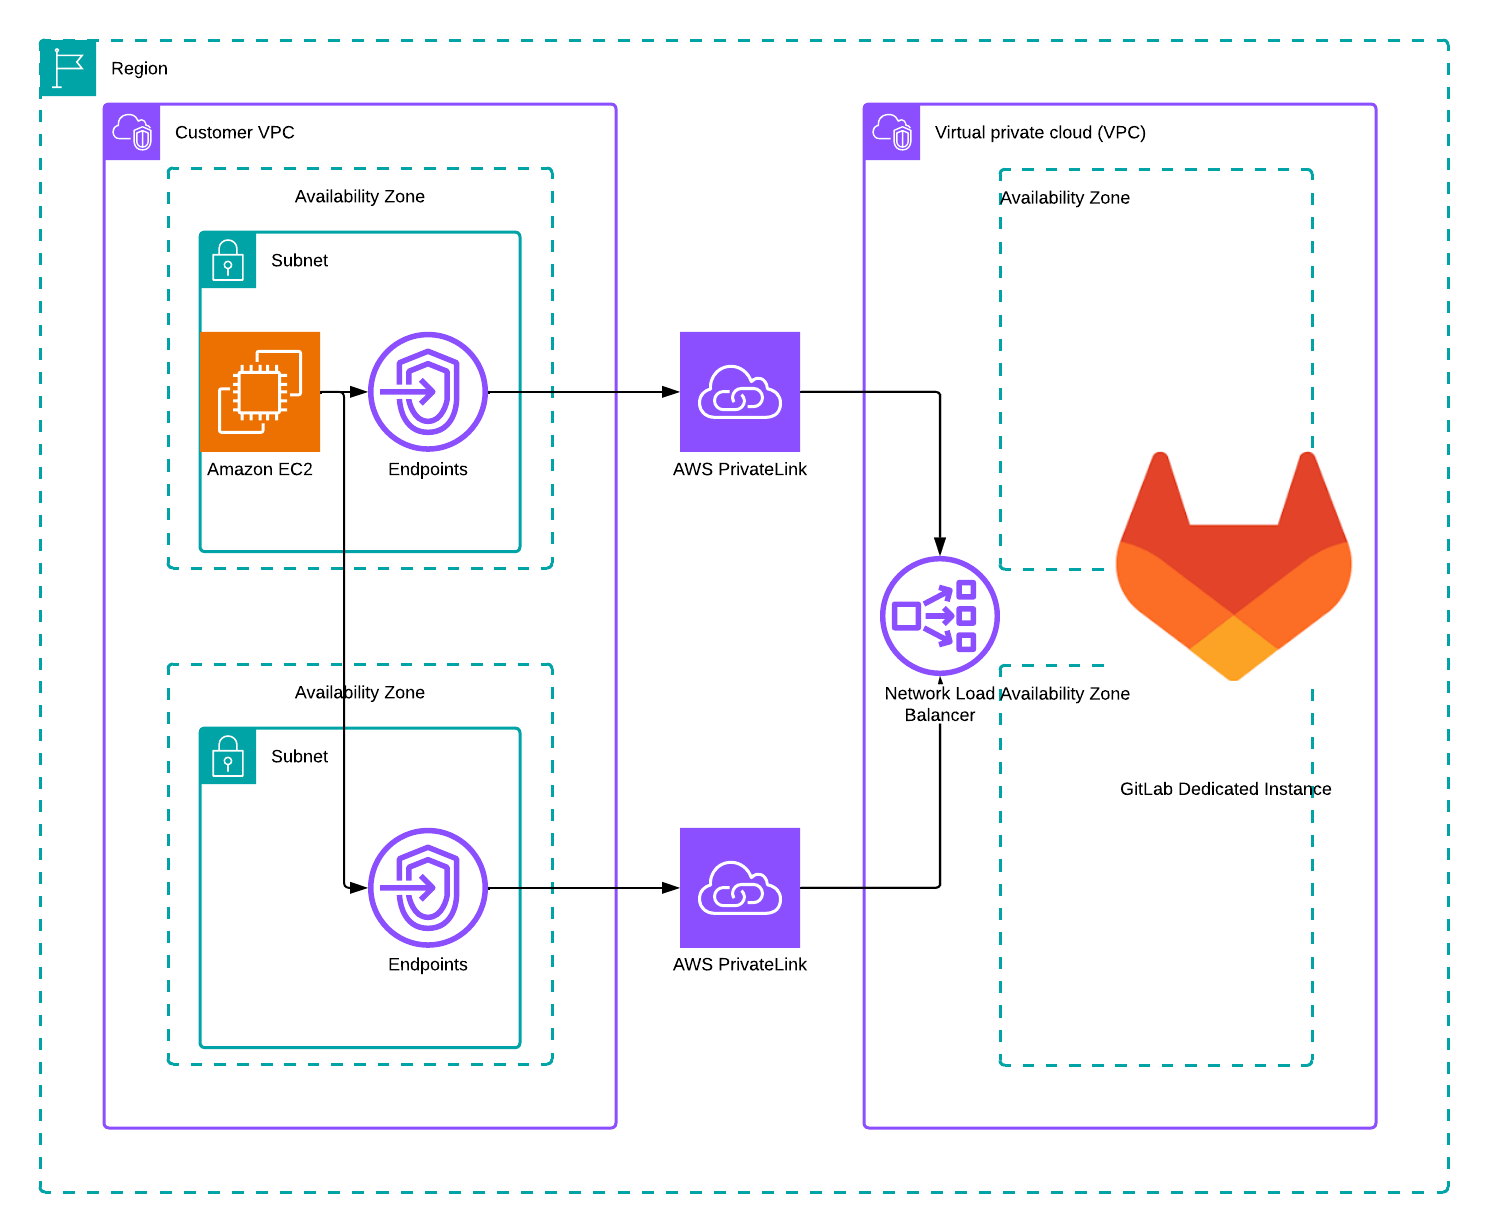 Region
Customer VPC
Availability Zone
Subnet
Amazon EC2
Endpoints
Availability Zone
Subnet
Endpoints
AWS PrivateLink
AWS PrivateLink
Virtual private cloud (VPC)
Availability Zone
Network Load
Balancer
Availability Zone
GitLab Dedicated Instance